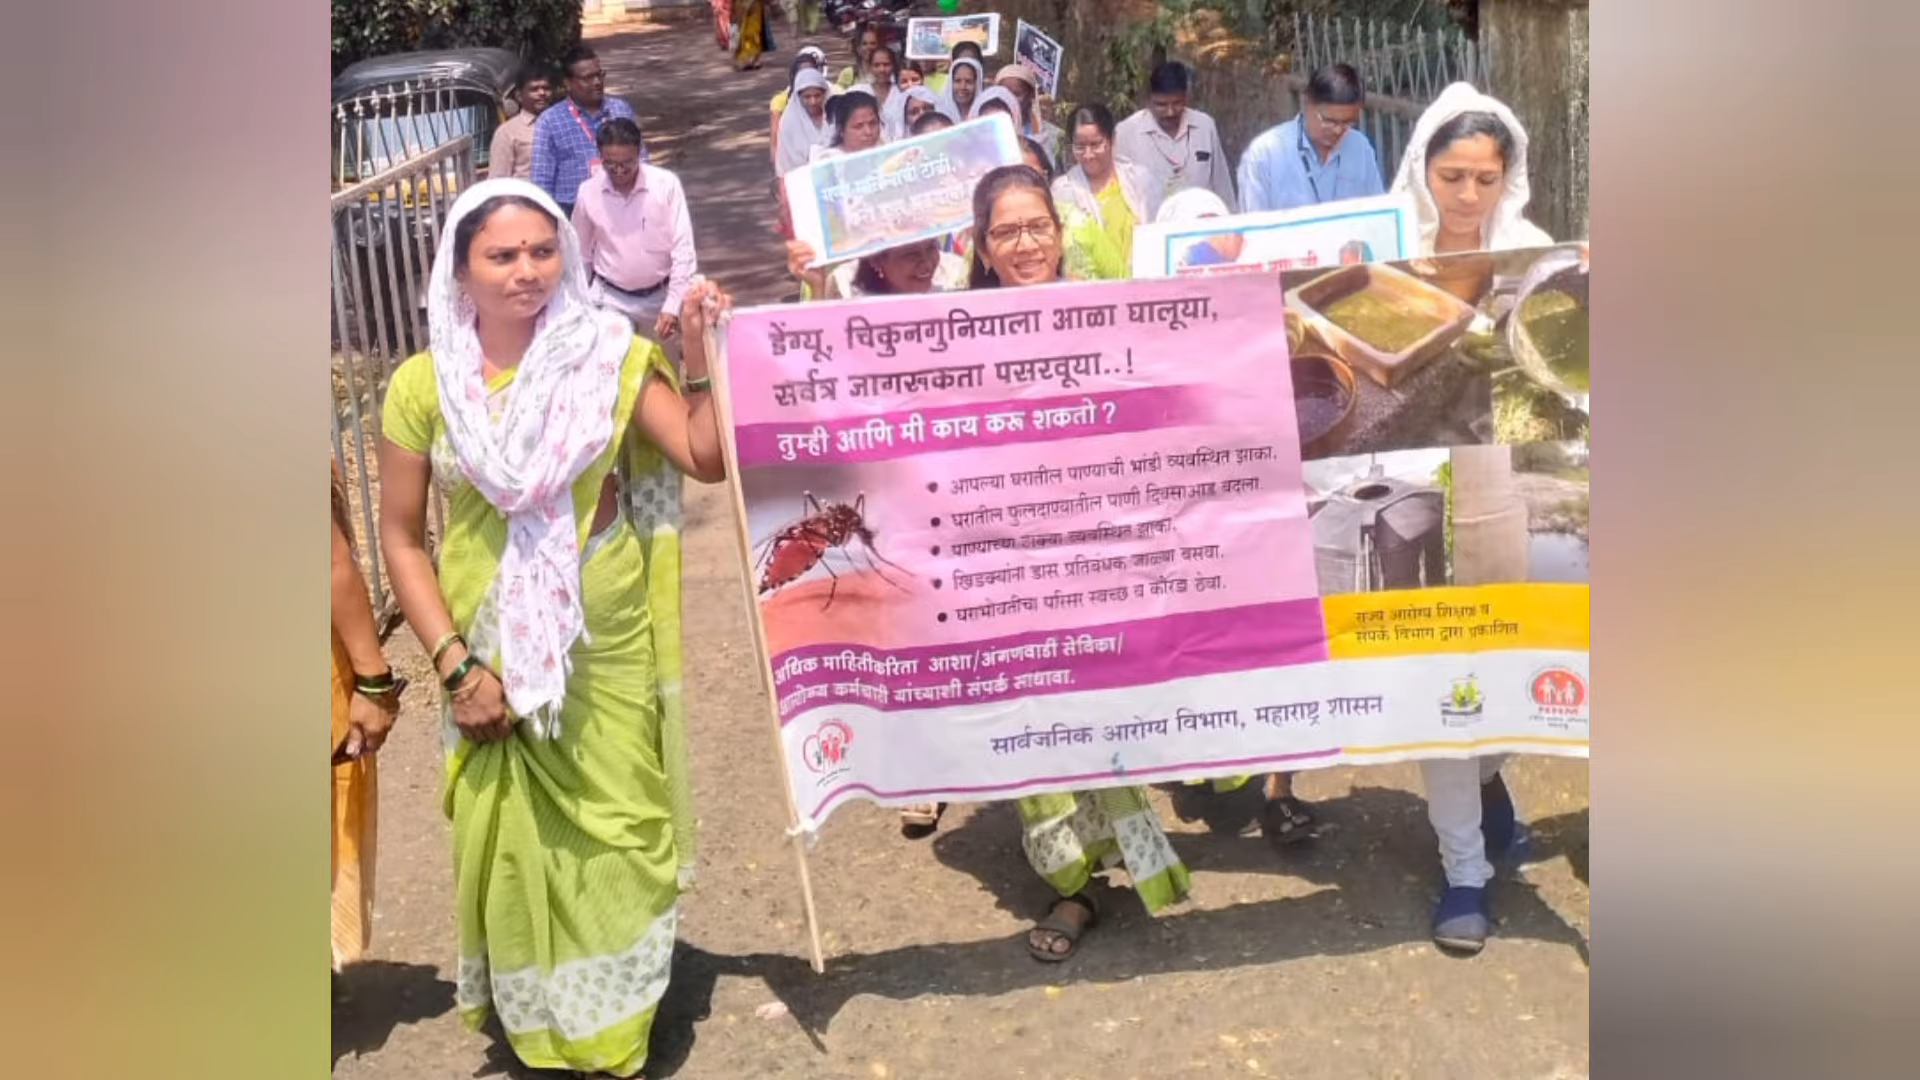 डेंग्यू, चिकुनगुनियाला आळा घालूया,
सर्वत्र जागरूकता पसरवूया..!
तुम्ही आणि मी काय करू शकतो ?
• आपल्या घरातील पाण्याची भांडी व्यवस्थित झाका.
• घरातील फुलदाण्यातील पाणी दिवसाआड बदला.
• पाण्याच्या टाक्या व्यवस्थित झाका.
• खिडक्यांना डास प्रतिबंधक जाळ्या बसवा.
• घराभोवतीचा परिसर स्वच्छ व कोरडा ठेवा.
अधिक माहितीकरिता आशा/अंगणवाडी सेविका/
आरोग्य कर्मचारी यांच्याशी संपर्क साधावा.
राज्य आरोग्य शिक्षण व
संपर्क विभाग द्वारा प्रकाशित
सार्वजनिक आरोग्य विभाग, महाराष्ट्र शासन
NHM